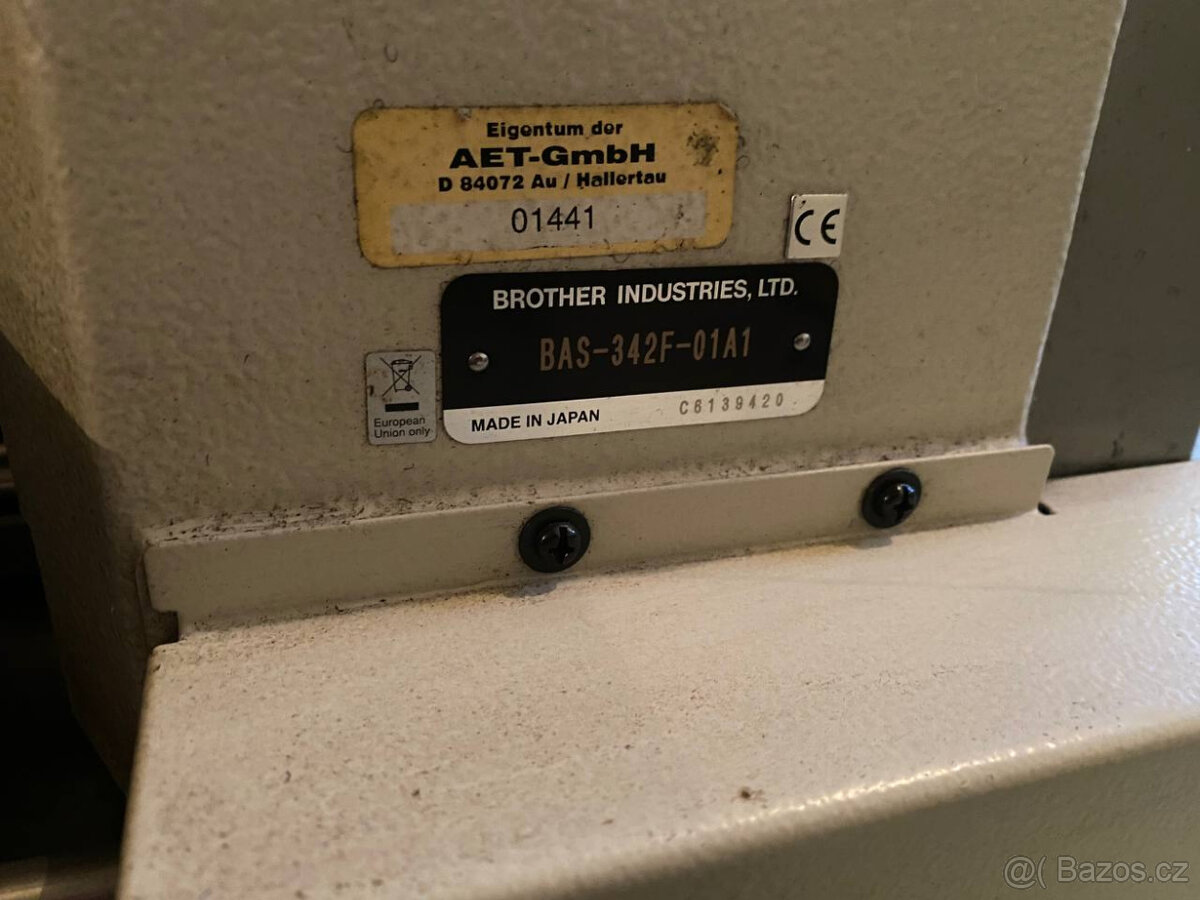 Eigentum der
AET-GmbH
D 84072 Au / Hallertau
01441
CE
BROTHER INDUSTRIES, LTD.
BAS-342F-01A1
MADE IN JAPAN
C6139420
European
Union only
@( Bazos.cz